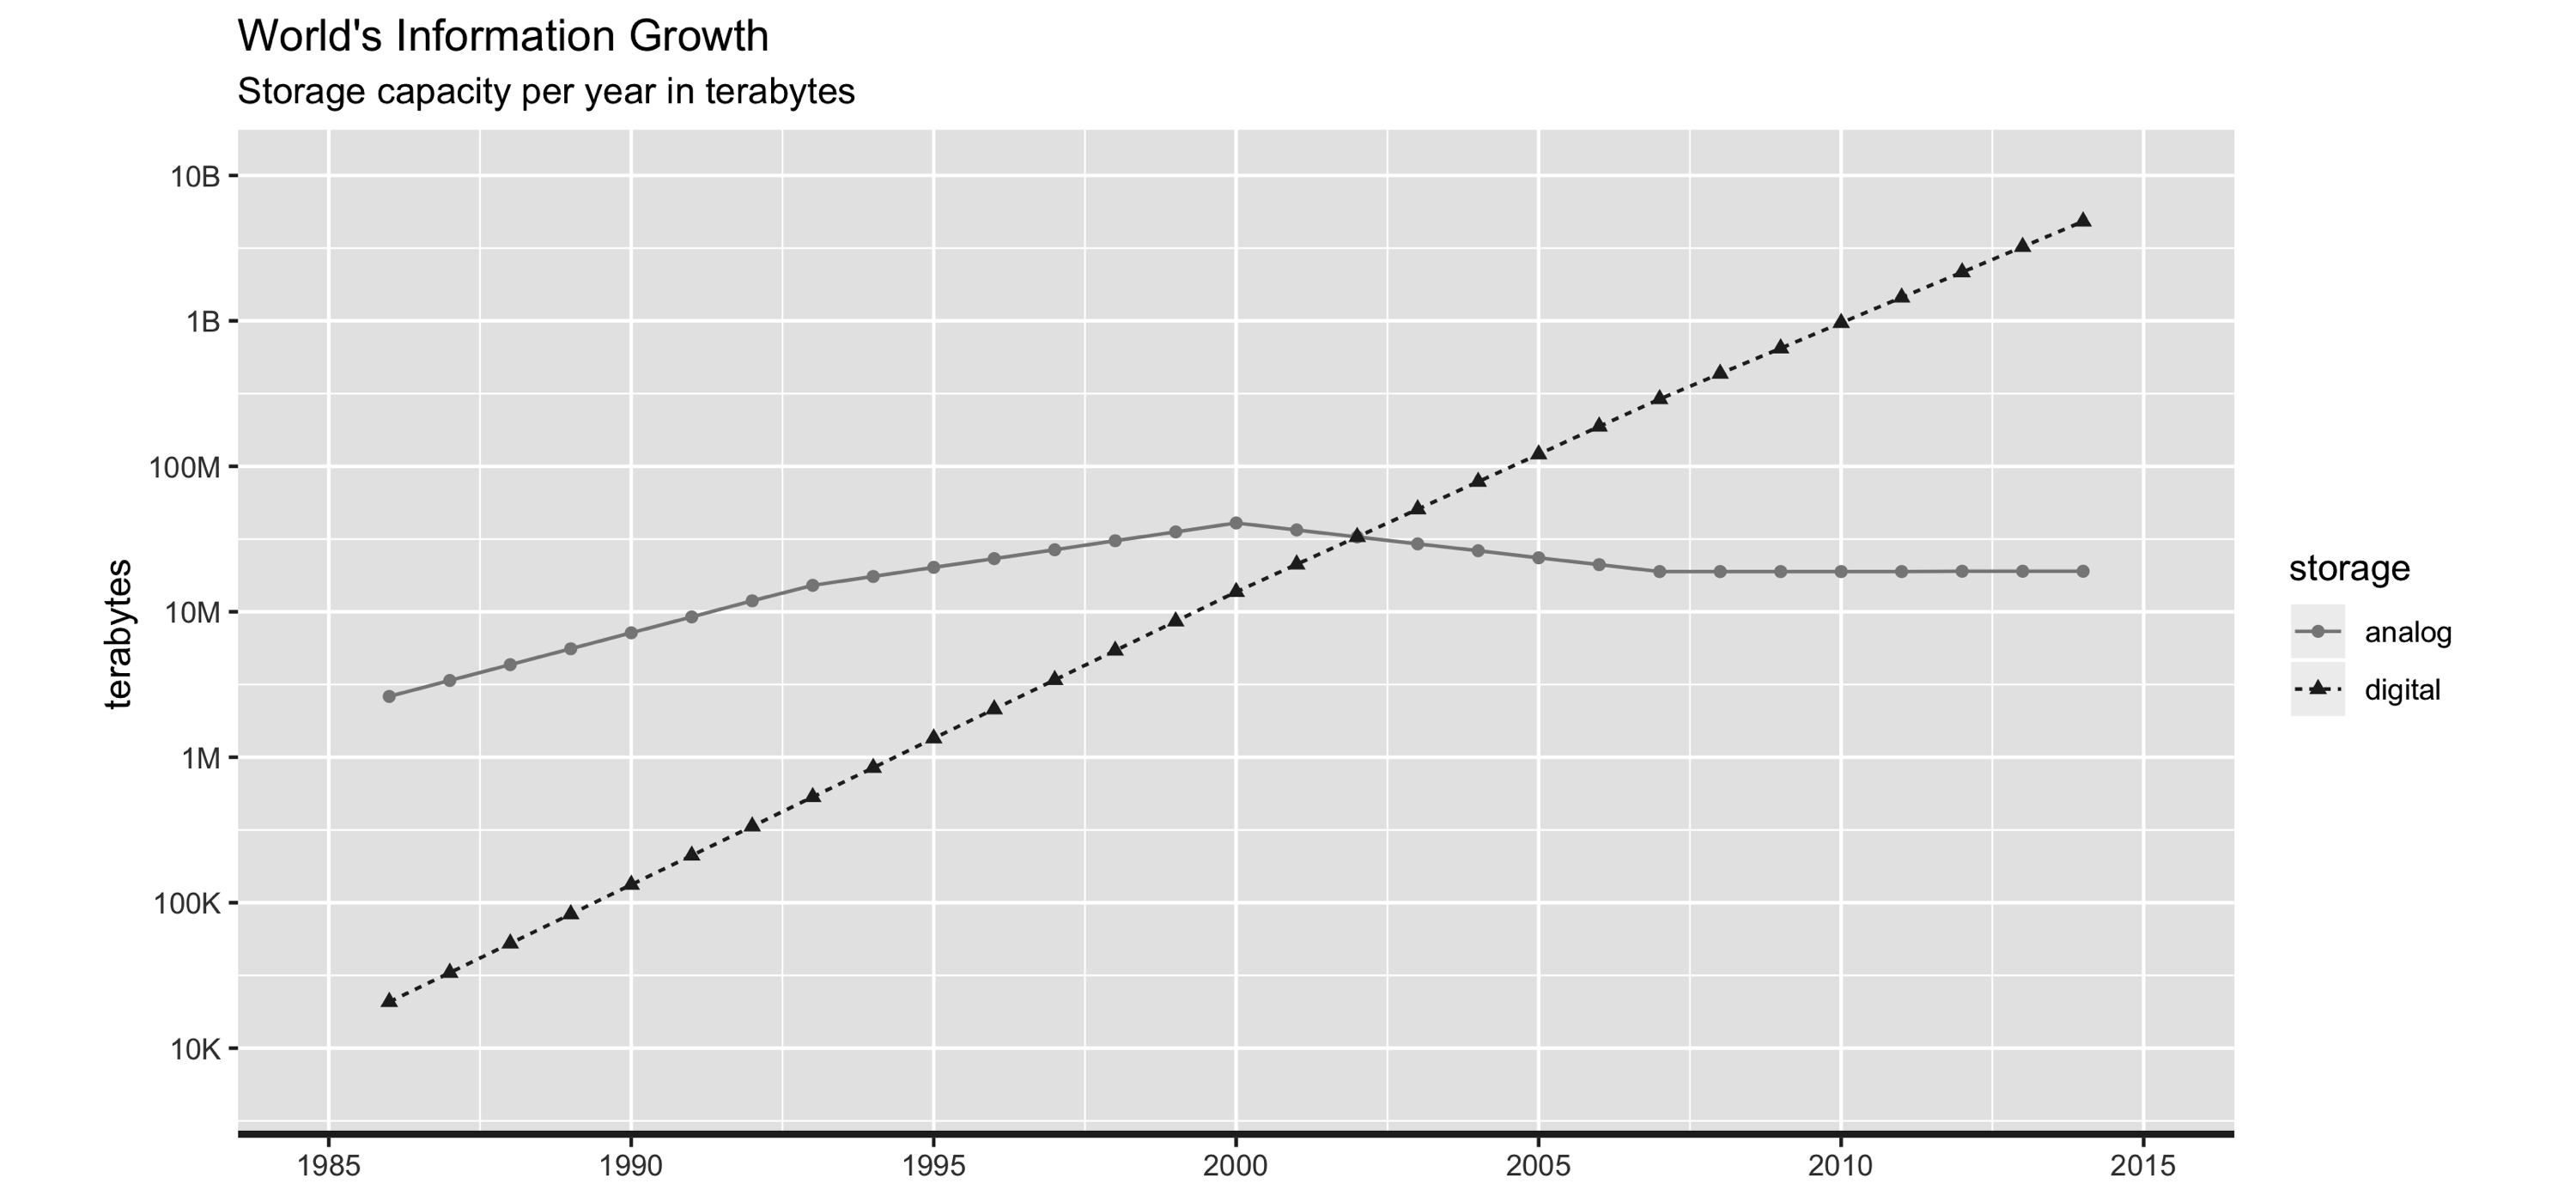 World's Information Growth
Storage capacity per year in terabytes
10B
1B
100M
10M
1M
100K
10K
terabytes
1985 1990 1995 2000 2005 2010 2015
storage
analog
digital